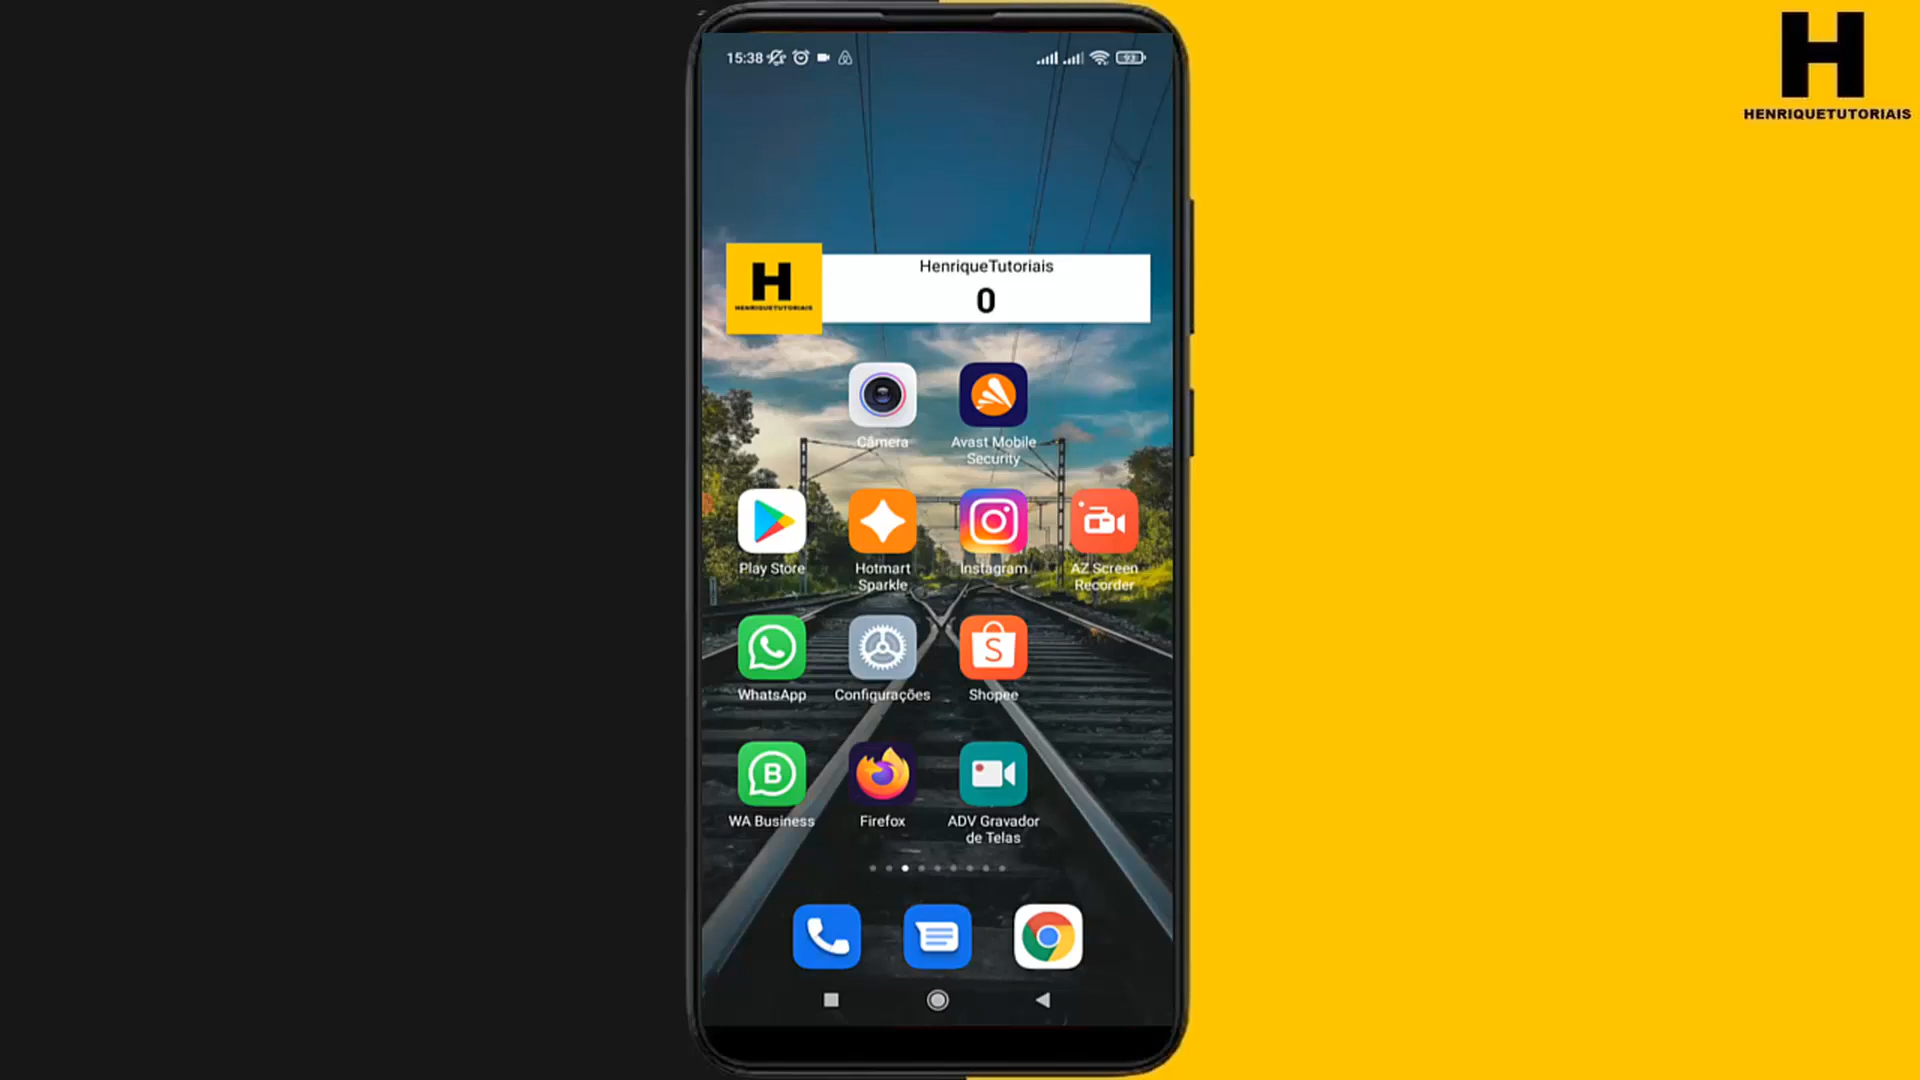 H
HENRIQUETUTORIAIS
15:38
93
HenriqueTutoriais
0
H
HENRIQUETUTORIAIS
Câmera
Avast Mobile
Security
Play Store
Hotmart
Sparkle
Instagram
AZ Screen
Recorder
WhatsApp
Configurações
S
Shopee
B
WA Business
Firefox
ADV Gravador
de Telas